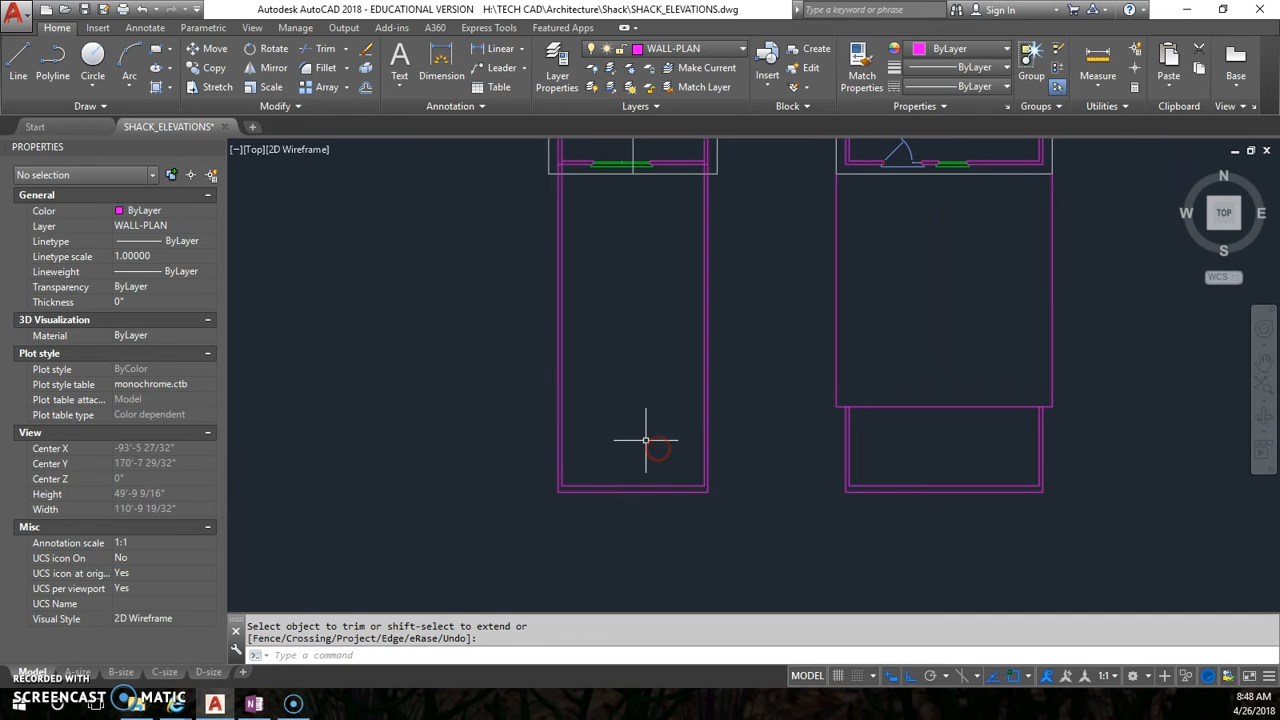 Autodesk AutoCAD 2018 - EDUCATIONAL VERSION H:\TECH CAD\Architecture\Shack\SHACK_ELEVATIONS.dwg
Type a keyword or phrase
Sign In
Home Insert Annotate Parametric View Manage Output Add-ins A360 Express Tools Featured Apps
Line Polyline Circle Arc
Move Rotate Trim
Copy Mirror Fillet
Stretch Scale Array
Text Dimension
Linear
Leader
Table
Layer Properties
WALL-PLAN
Make Current
Match Layer
Insert
Create
Edit
Match Properties
ByLayer
ByLayer
ByLayer
Group
Measure
Paste
Base
Draw Modify Annotation Layers Block Properties Groups Utilities Clipboard View
Start SHACK_ELEVATIONS*
PROPERTIES
[−][Top][2D Wireframe]
No selection
General
Color ByLayer
Layer WALL-PLAN
Linetype ByLayer
Linetype scale 1.00000
Lineweight ByLayer
Transparency ByLayer
Thickness 0"
3D Visualization
Material ByLayer
Plot style
Plot style ByColor
Plot style table monochrome.ctb
Plot table attac... Model
Plot table type Color dependent
View
Center X -93'-5 27/32"
Center Y 170'-7 29/32"
Center Z 0"
Height 49'-9 9/16"
Width 110'-9 19/32"
Misc
Annotation scale 1:1
UCS icon On No
UCS icon at orig... Yes
UCS per viewport Yes
UCS Name
Visual Style 2D Wireframe
N
W TOP E
S
WCS
Select object to trim or shift-select to extend or
[Fence/Crossing/Project/Edge/eRase/Undo]:
Type a command
Model A-size B-size C-size D-size
MODEL 1:1
RECORDED WITH
SCREENCAST MATIC
8:48 AM
4/26/2018